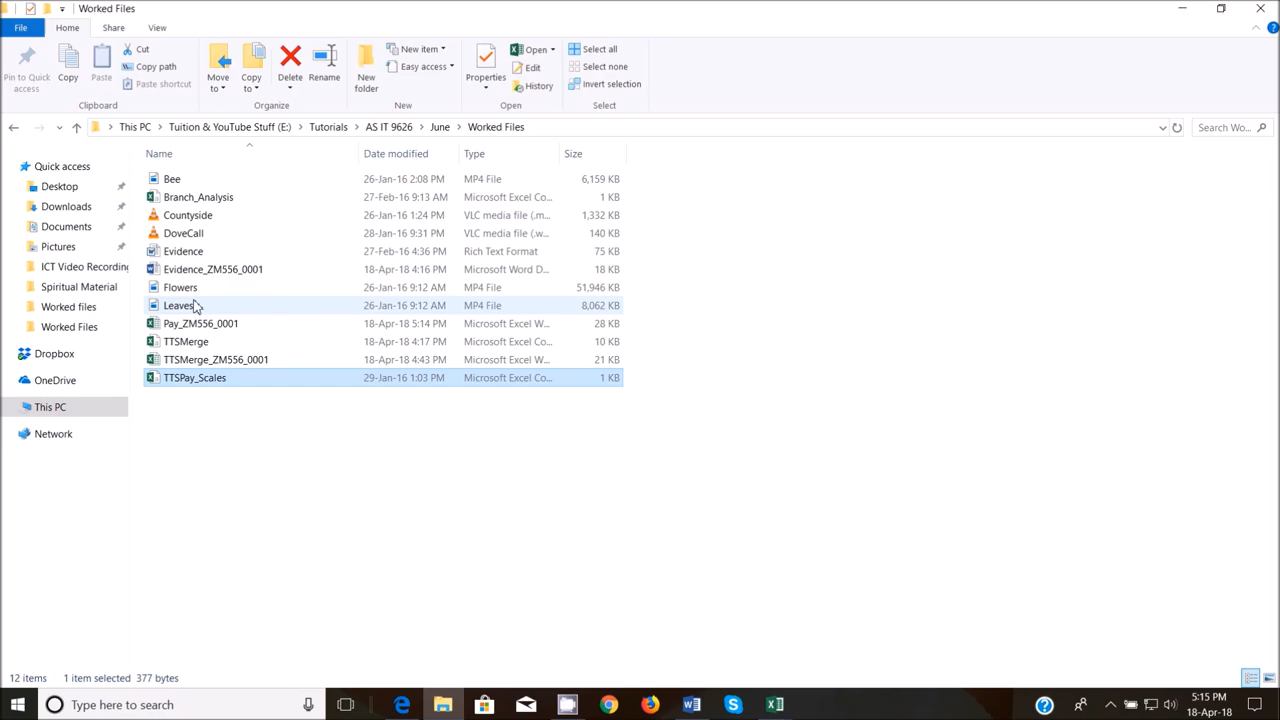 Worked Files
File Home Share View
Pin to Quick access
Copy
Paste
Cut
Copy path
Paste shortcut
Clipboard
Move to
Copy to
Delete
Rename
Organize
New folder
New item
Easy access
New
Properties
Open
Edit
History
Open
Select all
Select none
Invert selection
Select
This PC > Tuition & YouTube Stuff (E:) > Tutorials > AS IT 9626 > June > Worked Files
Search Wo...
Quick access
Desktop
Downloads
Documents
Pictures
ICT Video Recording
Spiritual Material
Worked files
Worked Files
Dropbox
OneDrive
This PC
Network
Name Date modified Type Size
Bee 26-Jan-16 2:08 PM MP4 File 6,159 KB
Branch_Analysis 27-Feb-16 9:13 AM Microsoft Excel Co... 1 KB
Countyside 26-Jan-16 1:24 PM VLC media file (.m... 1,332 KB
DoveCall 28-Jan-16 9:31 PM VLC media file (.w... 140 KB
Evidence 27-Feb-16 4:36 PM Rich Text Format 75 KB
Evidence_ZM556_0001 18-Apr-18 4:16 PM Microsoft Word D... 18 KB
Flowers 26-Jan-16 9:12 AM MP4 File 51,946 KB
Leaves 26-Jan-16 9:12 AM MP4 File 8,062 KB
Pay_ZM556_0001 18-Apr-18 5:14 PM Microsoft Excel W... 28 KB
TTSMerge 18-Apr-18 4:17 PM Microsoft Excel Co... 10 KB
TTSMerge_ZM556_0001 18-Apr-18 4:43 PM Microsoft Excel W... 21 KB
TTSPay_Scales 29-Jan-16 1:03 PM Microsoft Excel Co... 1 KB
12 items 1 item selected 377 bytes
Type here to search
5:15 PM
18-Apr-18